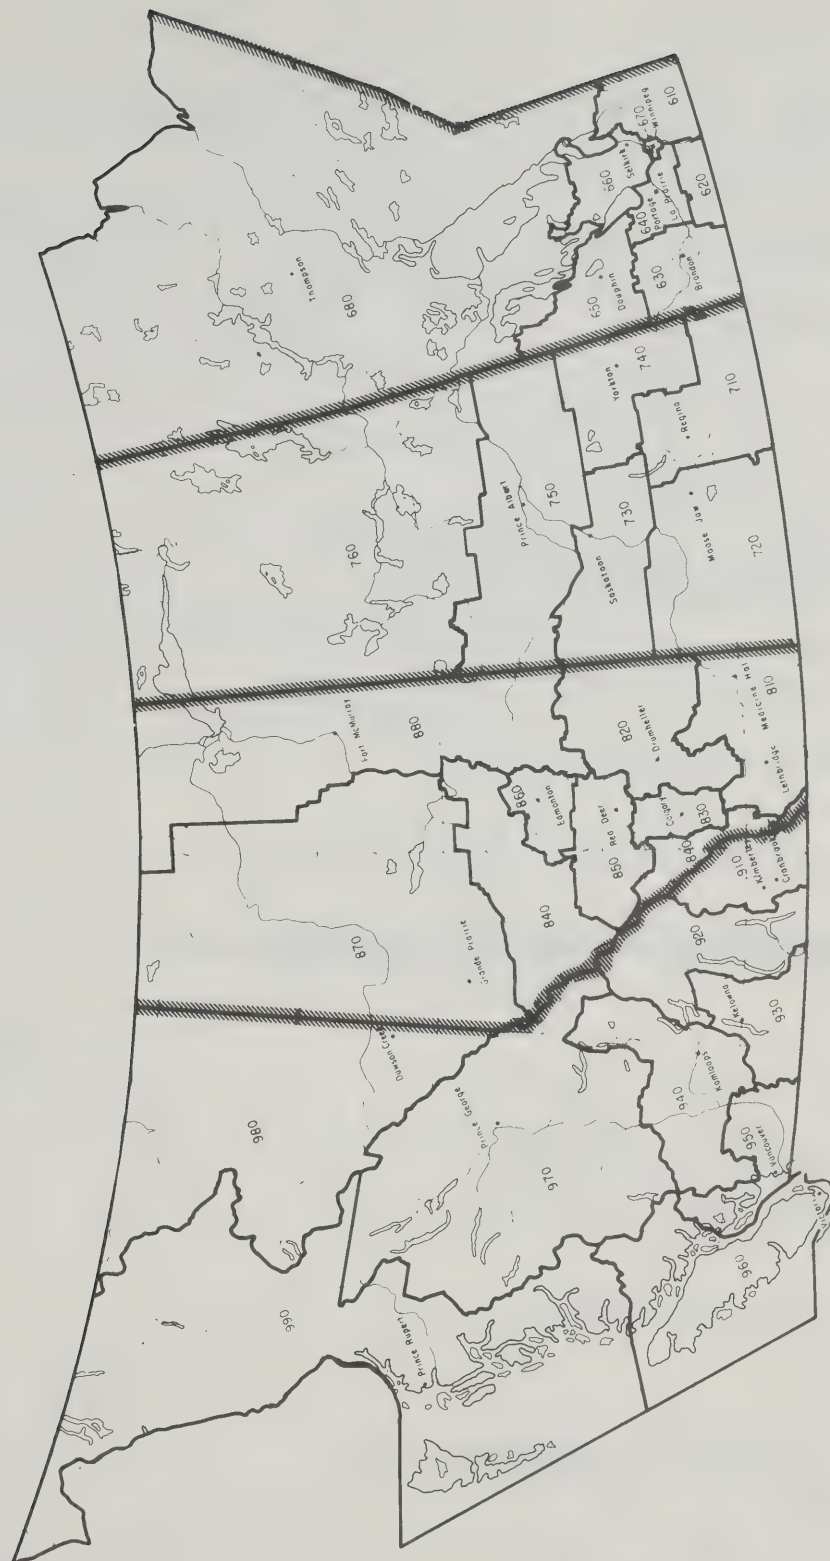 990
980
Prince Rupert
Prince George
Dawson Creek
970
960
Victoria
Vancouver
950
940
Kamloops
930
Kelowna
920
910
Kimberley
Cranbrook
870
Grande Prairie
840
840
850
Red Deer
860
Edmonton
Calgary
830
880
Fort McMurray
820
Drumheller
Lethbridge
Medicine Hat
810
760
Prince Albert
750
Saskatoon
730
Moose Jaw
720
Yorkton
740
Regina
710
Thompson
680
650
Dauphin
630
Brandon
640
Portage
La Prairie
620
660
Selkirk
670
Winnipeg
610